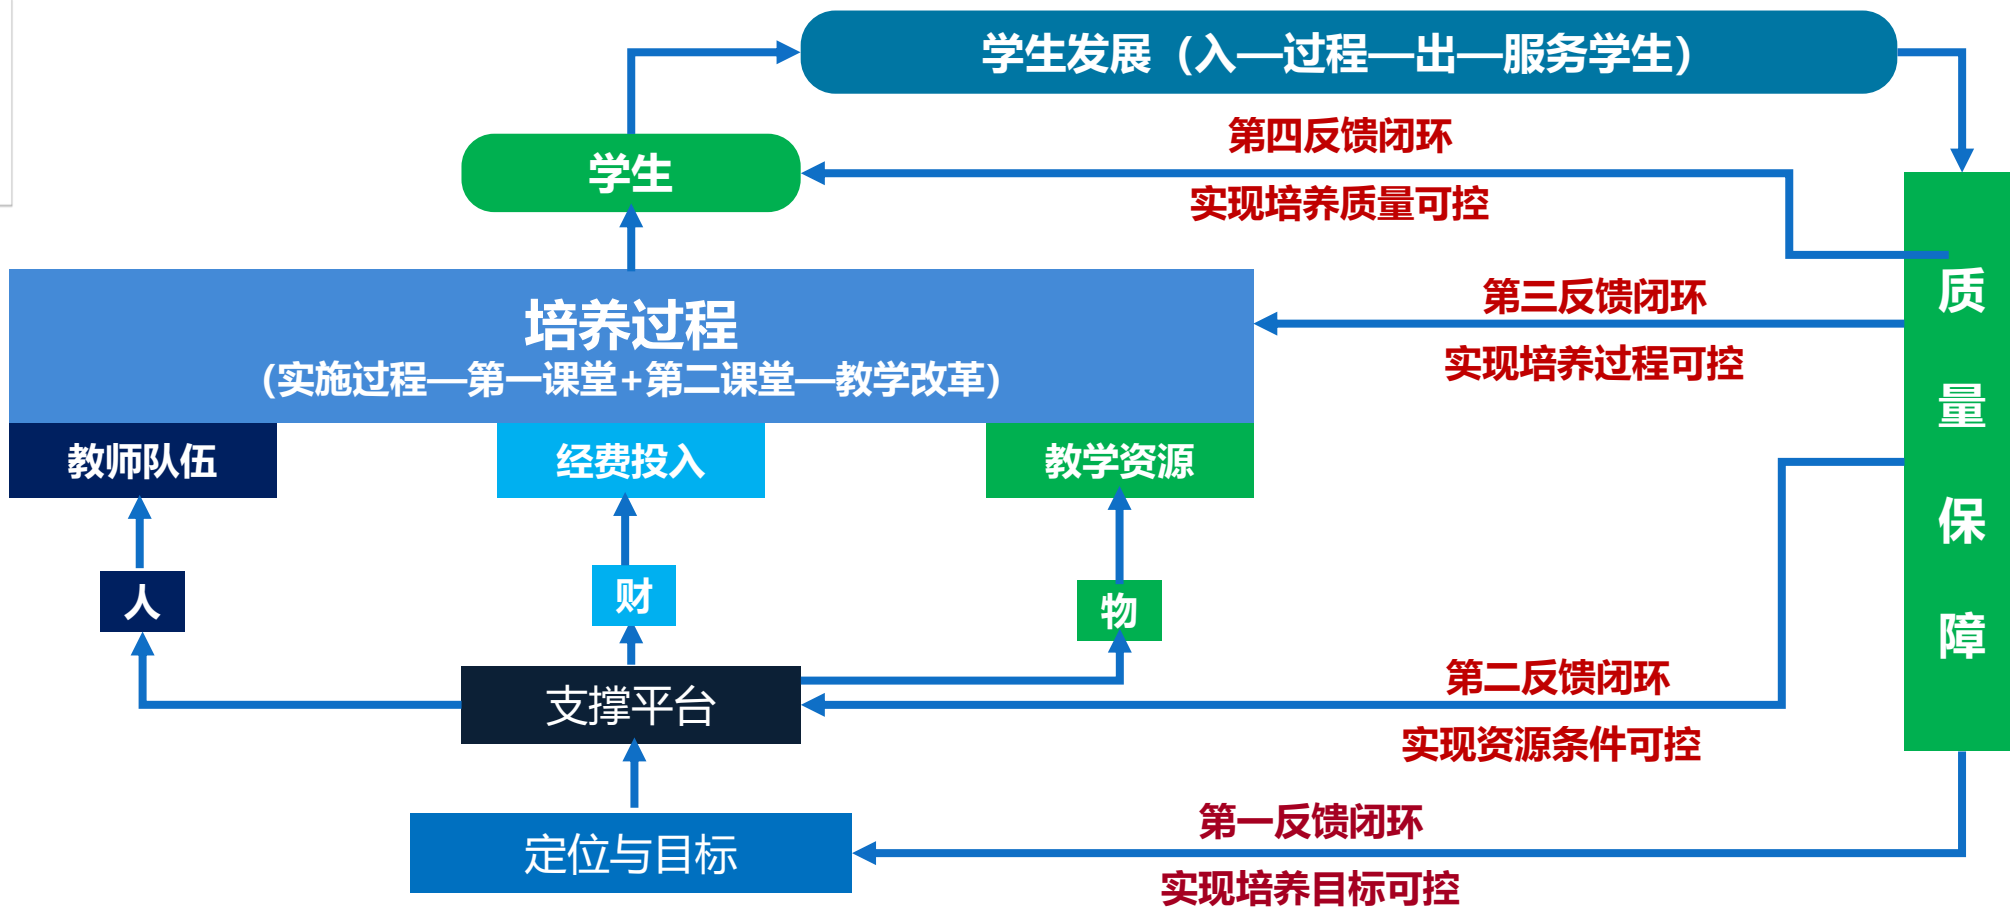 学生发展（入—过程—出—服务学生）
第四反馈闭环
学生
实现培养质量可控
第三反馈闭环
培养过程
（实施过程—第一课堂+第二课堂—教学改革）
实现培养过程可控
教师队伍
经费投入
教学资源
人
财
物
第二反馈闭环
支撑平台
实现资源条件可控
第一反馈闭环
定位与目标
实现培养目标可控
质
量
保
障